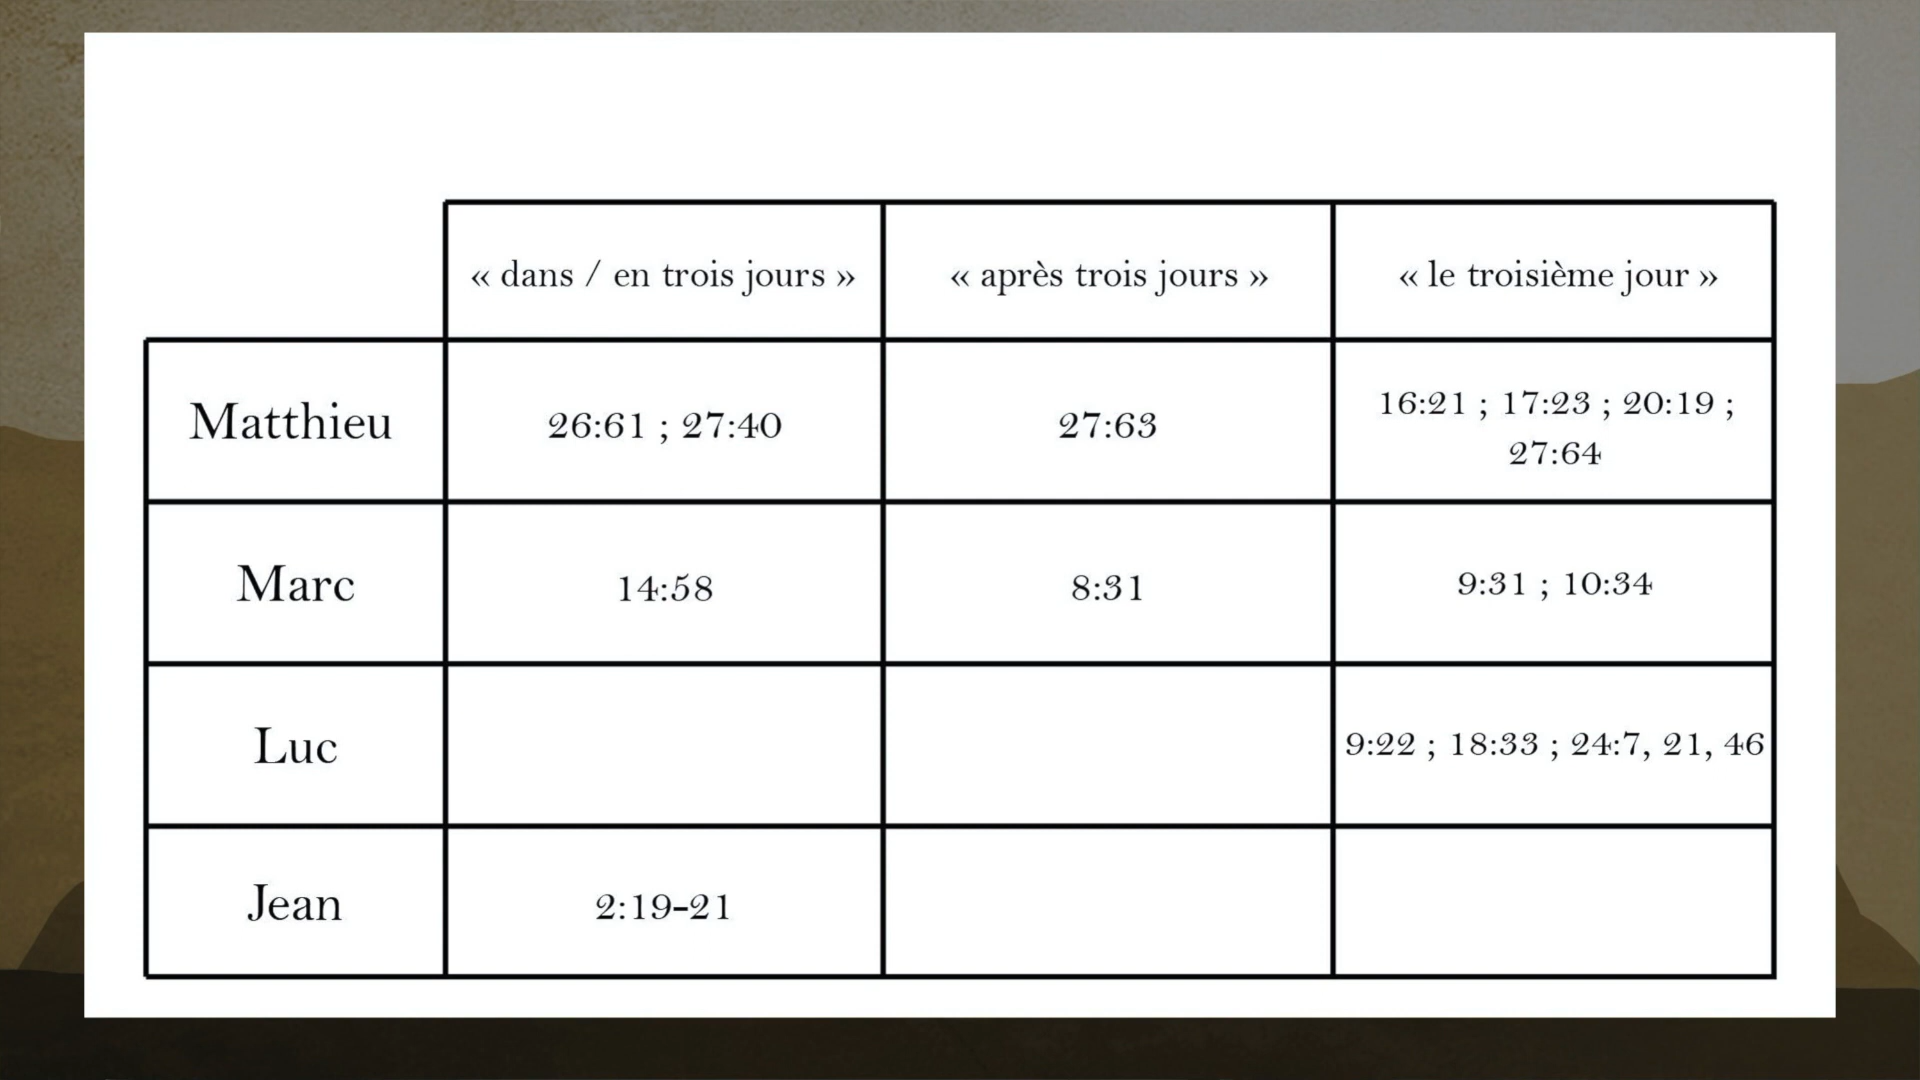 « dans / en trois jours » « après trois jours » « le troisième jour »
Matthieu 26:61 ; 27:40 27:63 16:21 ; 17:23 ; 20:19 ;
27:64
Marc 14:58 8:31 9:31 ; 10:34
Luc 9:22 ; 18:33 ; 24:7, 21, 46
Jean 2:19-21